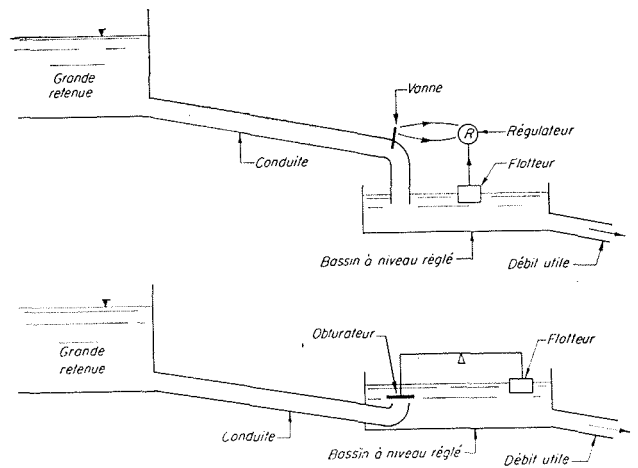 Grande
retenue
Vanne
R
Régulateur
Flotteur
Conduite
Bassin à niveau réglé
Débit utile
Grande
retenue
Obturateur
Flotteur
Conduite
Bassin à niveau réglé
Débit utile